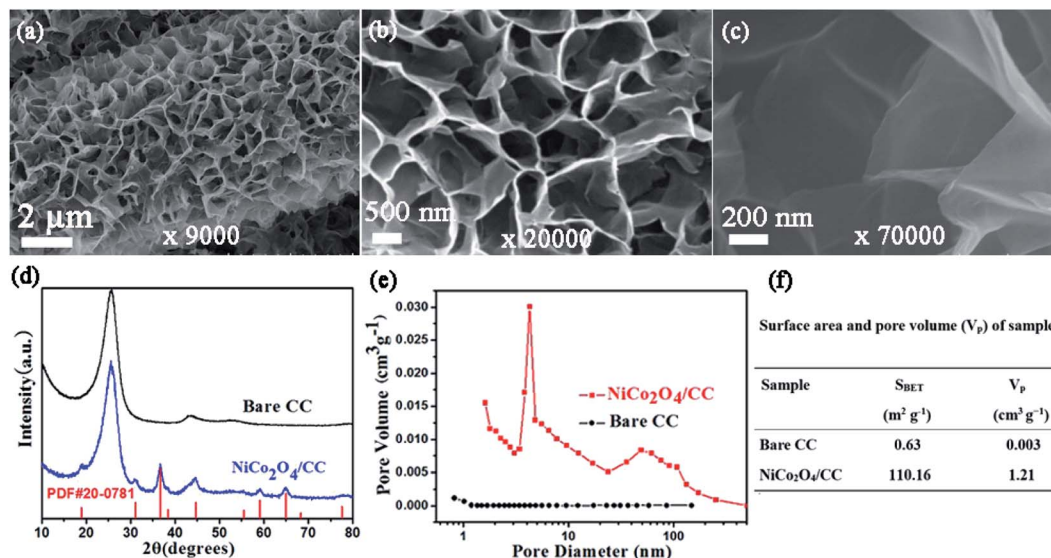 (a)
2 μm
x 9000
(b)
500 nm
x 20000
(c)
200 nm
x 70000
(d)
Intensity(a.u.)
Bare CC
NiCo₂O₄/CC
PDF#20-0781
10 20 30 40 50 60 70 80
2θ(degrees)
(e)
Pore Volume (cm³g⁻¹)
0.030
0.025
0.020
0.015
0.010
0.005
0.000
NiCo₂O₄/CC
Bare CC
1 10 100
Pore Diameter (nm)
(f)
Surface area and pore volume (Vₚ) of sample
Sample S_BET Vₚ
(m² g⁻¹) (cm³ g⁻¹)
Bare CC 0.63 0.003
NiCo₂O₄/CC 110.16 1.21